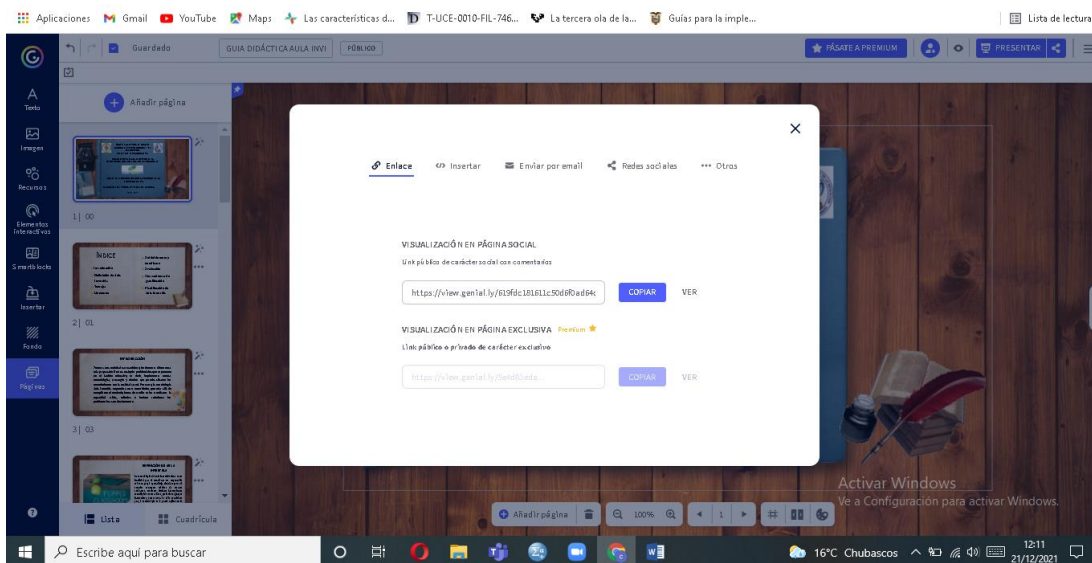 Aplicaciones Gmail YouTube Maps Las características d... T-UCE-0010-FIL-746... La tercera ola de la... Guías para la imple... Lista de lectura
Guardado GUIA DIDÁCTICA AULA INVI PÚBLICO PÁSATE A PREMIUM PRESENTAR
Texto
Imagen
Recursos
Elementos
interactivos
Smartblocks
Insertar
Fondo
Páginas
Añadir página
1| 00
ÍNDICE
2| 01
INTRODUCCIÓN
3| 03
Lista Cuadrícula
Enlace Insertar Enviar por email Redes sociales Otros
VISUALIZACIÓN EN PÁGINA SOCIAL
Link público de carácter social con comentarios
https://view.genial.ly/619fdc181611c50d6f0ad64 COPIAR VER
VISUALIZACIÓN EN PÁGINA EXCLUSIVA Premium
Link público o privado de carácter exclusivo
COPIAR VER
Activar Windows
Ve a Configuración para activar Windows.
Añadir página 100% 1
Escribe aquí para buscar 16°C Chubascos 12:11
21/12/2021